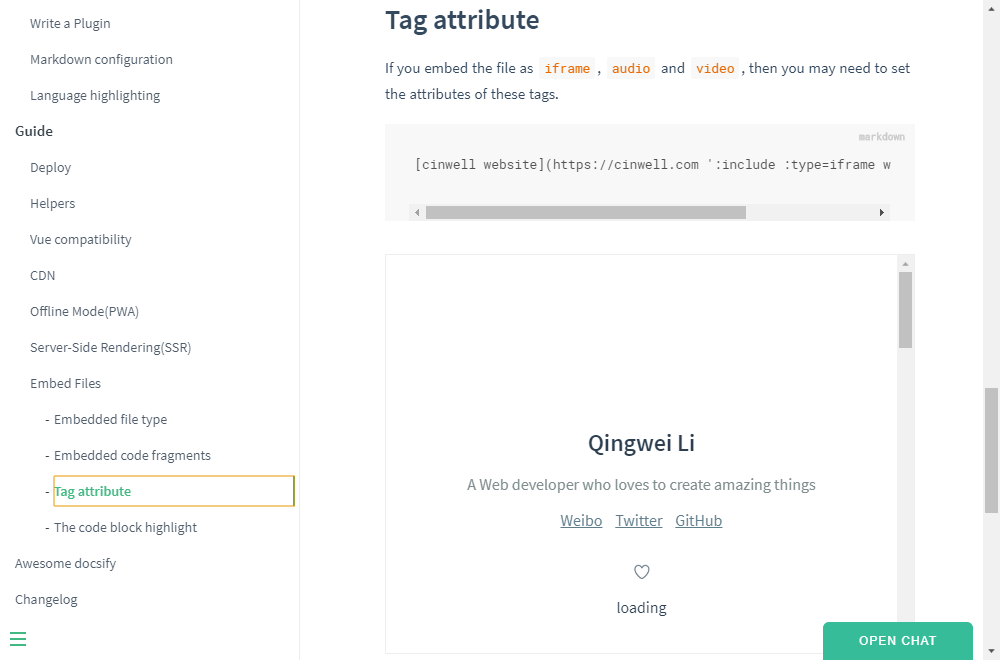 Write a Plugin
Markdown configuration
Language highlighting
Guide
Deploy
Helpers
Vue compatibility
CDN
Offline Mode(PWA)
Server-Side Rendering(SSR)
Embed Files
- Embedded file type
- Embedded code fragments
- Tag attribute
- The code block highlight
Awesome docsify
Changelog
Tag attribute
If you embed the file as iframe , audio and video , then you may need to set
the attributes of these tags.
markdown
[cinwell website](https://cinwell.com ':include :type=iframe w
Qingwei Li
A Web developer who loves to create amazing things
Weibo Twitter GitHub
loading
OPEN CHAT